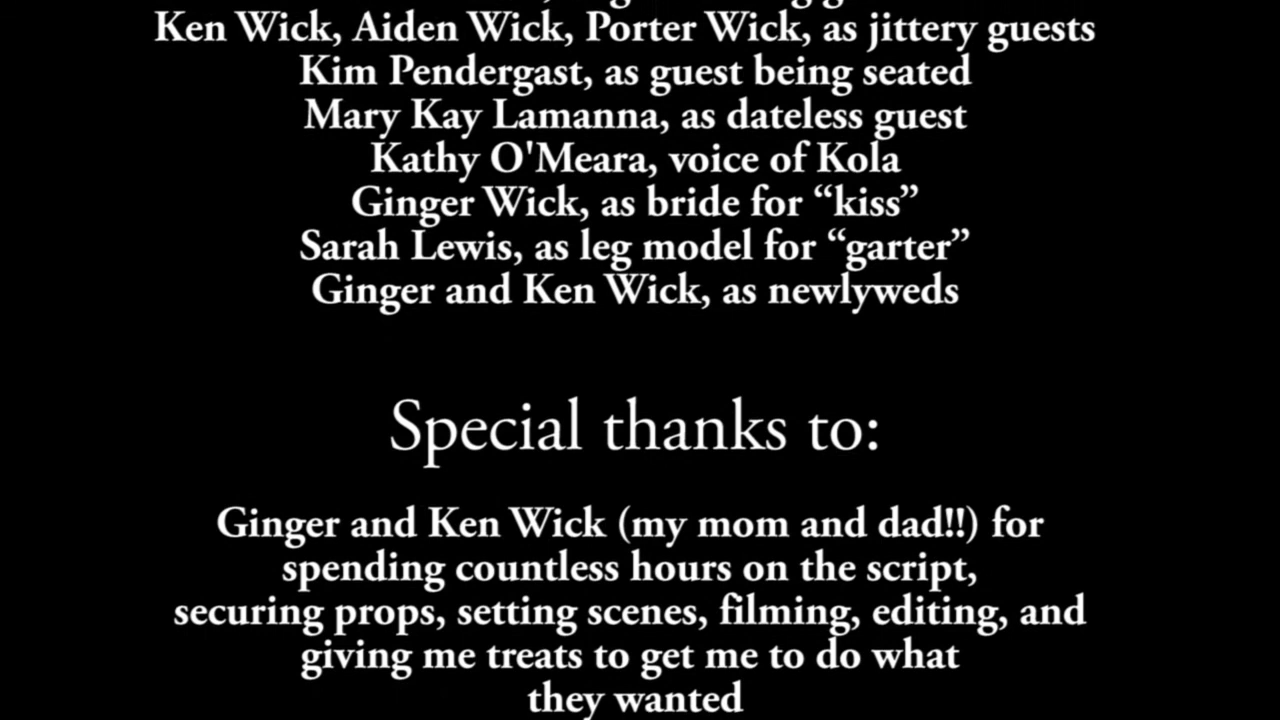 Ken Wick, Aiden Wick, Porter Wick, as jittery guests
Kim Pendergast, as guest being seated
Mary Kay Lamanna, as dateless guest
Kathy O'Meara, voice of Kola
Ginger Wick, as bride for “kiss”
Sarah Lewis, as leg model for “garter”
Ginger and Ken Wick, as newlyweds
Special thanks to:
Ginger and Ken Wick (my mom and dad!!) for
spending countless hours on the script,
securing props, setting scenes, filming, editing, and
giving me treats to get me to do what
they wanted